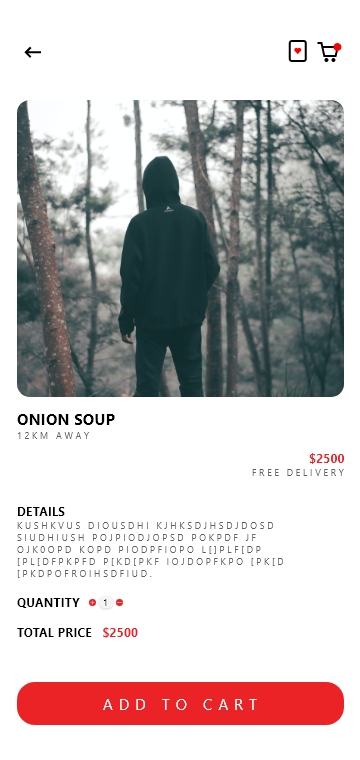 ONION SOUP
12KM AWAY
$2500
FREE DELIVERY
DETAILS
KUSHKVUS DIOUSDHI KJHKSDJHSDJDOSD
SIUDHIUSH POJPIODJOPSD POKPDF JF
OJKOOPD KOPD PIODPFIOPO L[]PLF[DP
[PL[DFPKPFD P[KD[PKF IOJDOPFKPO [PK[D
[PKDPOFROIHSDFIUD.
QUANTITY 1
TOTAL PRICE $2500
ADD TO CART